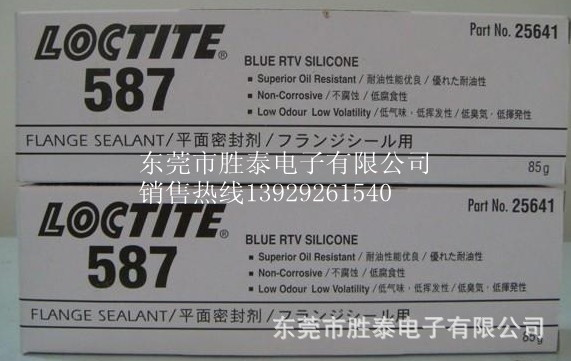 LOCTITE® 587
Part No. 25641
BLUE RTV SILICONE
■ Superior Oil Resistant/耐油性能优良/優れた耐油性
■ Non-Corrosive/不腐蚀/低腐食性
■ Low Odour Low Volatility/低气味·低挥发性/低臭気·低揮発性
FLANGE SEALANT/平面密封剂/フランジシール用
85g
东莞市胜泰电子有限公司
销售热线13929261540
LOCTITE® 587
Part No. 25641
BLUE RTV SILICONE
■ Superior Oil Resistant/耐油性能优良/優れた耐油性
■ Non-Corrosive/不腐蚀/低腐食性
■ Low Odour Low Volatility/低气味·低挥发性/低臭気·低揮発性
FLANGE SEALANT/平面密封剂/フランジシール用
85g
东莞市胜泰电子有限公司